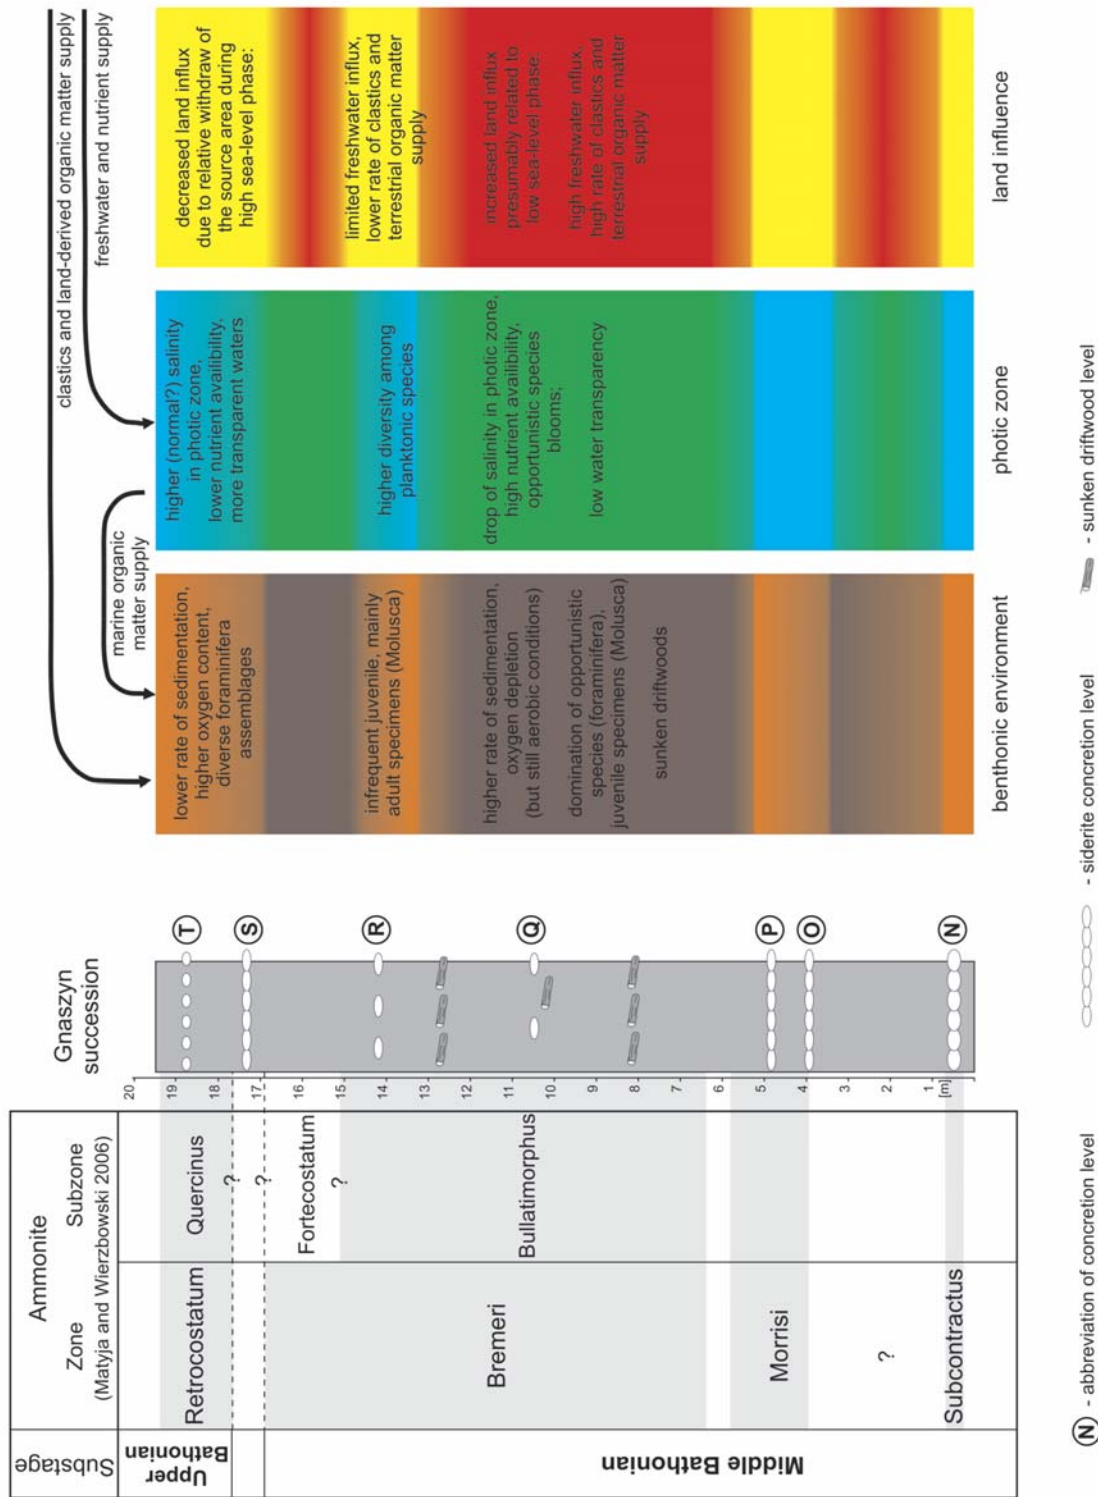 Substage
Ammonite
Zone
Subzone
(Matyja and Wierzbowski 2006)
Gnaszyn
succession
Upper
Bathonian
Middle Bathonian
Retrocostatum
Bremeri
Morrisi
?
Subcontractus
Quercinus
?
?
Fortecostatum
?
Bullatimorphus
20
19
18
17
16
15
14
13
12
11
10
9
8
7
6
5
4
3
2
1
[m]
T
S
R
Q
P
O
N
clastics and land-derived organic matter supply
freshwater and nutrient supply
marine organic
matter supply
lower rate of sedimentation,
higher oxygen content,
diverse foraminifera
assemblages
infrequent juvenile, mainly
adult specimens (Molusca)
higher rate of sedimentation,
oxygen depletion
(but still aerobic conditions)
domination of opportunistic
species (foraminifera),
juvenile specimens (Molusca)
sunken driftwoods
benthonic environment
higher (normal?) salinity
in photic zone,
lower nutrient availibility,
more transparent waters
higher diversity among
planktonic species
drop of salinity in photic zone,
high nutrient availibility,
opportunistic species
blooms;
low water transparency
photic zone
decreased land influx
due to relative withdraw of
the source area during
high sea-level phase:
limited freshwater influx,
lower rate of clastics and
terrestrial organic matter
supply
increased land influx
presumably related to
low sea-level phase:
high freshwater influx,
high rate of clastics and
terrestrial organic matter
supply
land influence
N - abbreviation of concretion level
- siderite concretion level
- sunken driftwood level